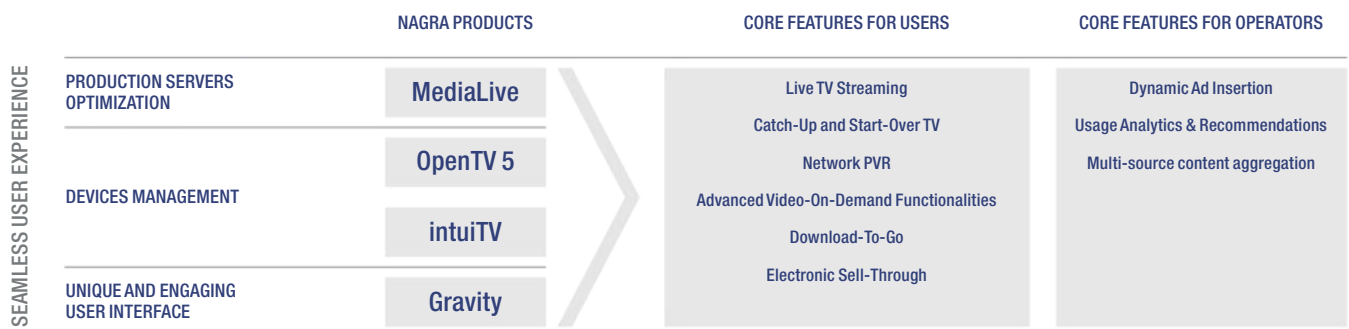 NAGRA PRODUCTS
CORE FEATURES FOR USERS
CORE FEATURES FOR OPERATORS
SEAMLESS USER EXPERIENCE
PRODUCTION SERVERS
OPTIMIZATION
MediaLive
OpenTV 5
DEVICES MANAGEMENT
intuiTV
UNIQUE AND ENGAGING
USER INTERFACE
Gravity
Live TV Streaming
Catch-Up and Start-Over TV
Network PVR
Advanced Video-On-Demand Functionalities
Download-To-Go
Electronic Sell-Through
Dynamic Ad Insertion
Usage Analytics & Recommendations
Multi-source content aggregation